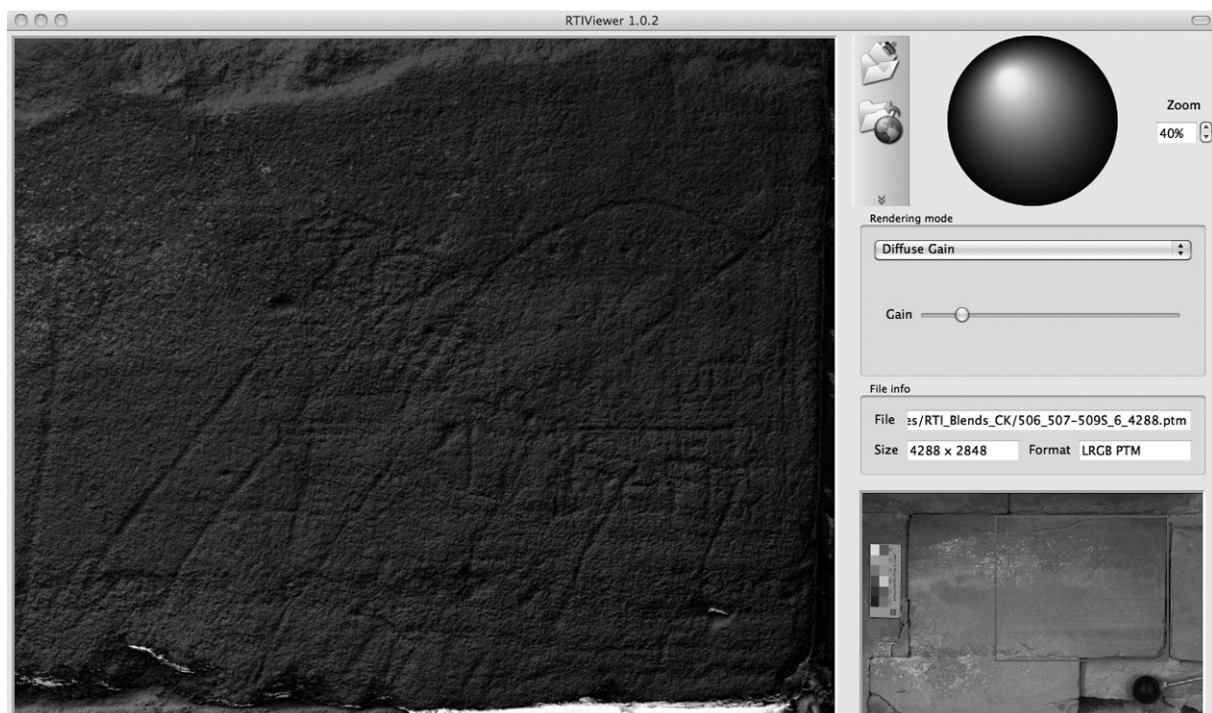 RTIViewer 1.0.2
Zoom
40%
Rendering mode
Diffuse Gain
Gain
File info
File es/RTI_Blends_CK/506_507-509S_6_4288.ptm
Size 4288 x 2848 Format LRGB PTM